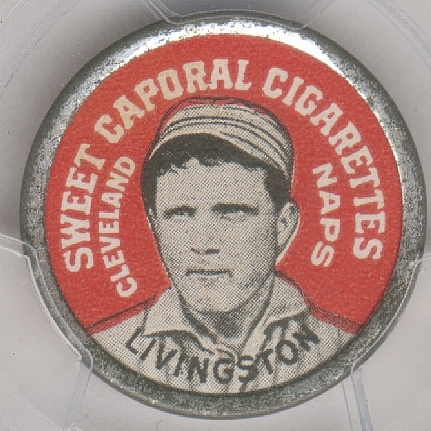 SWEET CAPORAL CIGARETTES
CLEVELAND
NAPS
LIVINGSTON